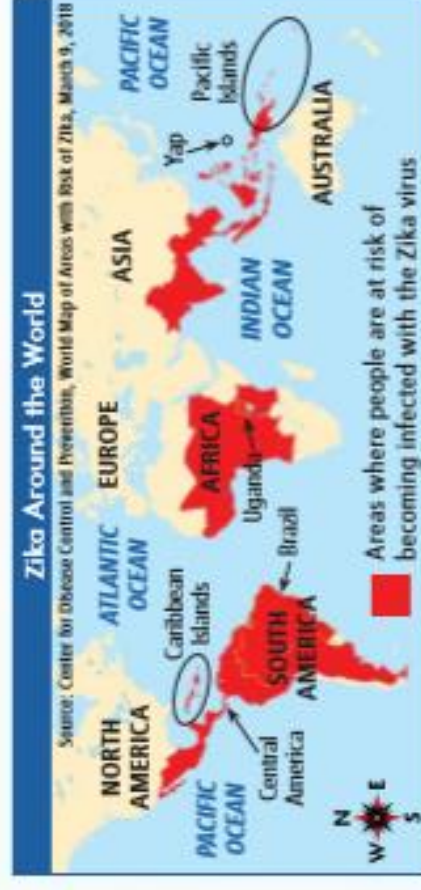 Zika Around the World
Source: Center for Disease Control and Prevention, World Map of Areas with Risk of Zika, March 9, 2018
NORTH
AMERICA
ATLANTIC
OCEAN
EUROPE
ASIA
PACIFIC
OCEAN
Caribbean
Islands
Yap
Pacific
Islands
PACIFIC
OCEAN
Central
America
SOUTH
AMERICA
Brazil
AFRICA
Uganda
INDIAN
OCEAN
AUSTRALIA
N
W
E
S
Areas where people are at risk of
becoming infected with the Zika virus